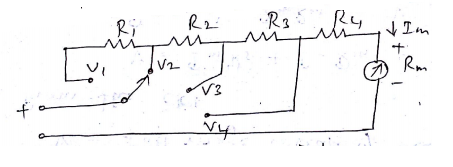 R1 R2 R3 R4 ↓Im
+
V1 V2 Rm
V3 -
+
V4